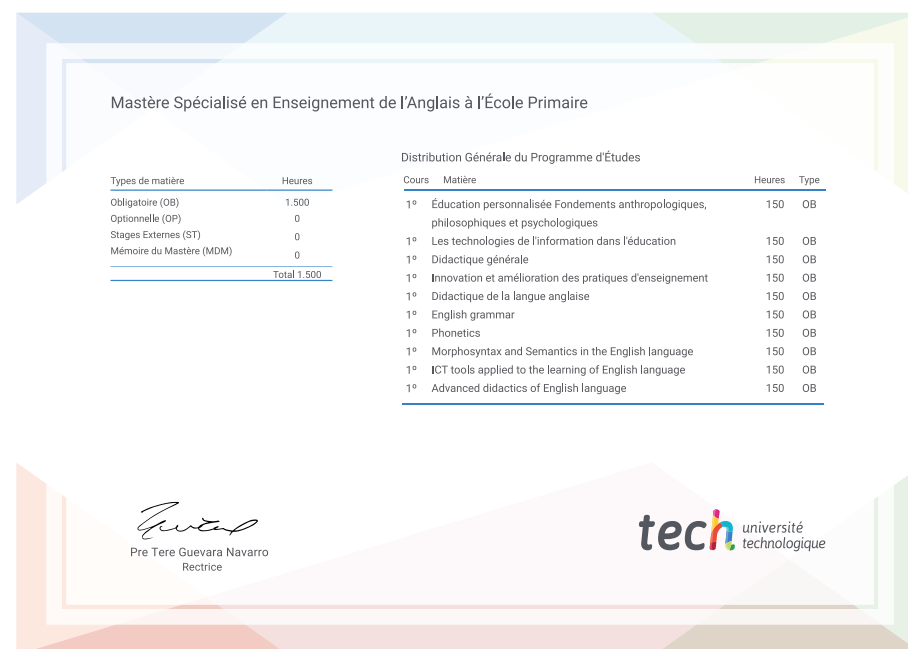 Mastère Spécialisé en Enseignement de l'Anglais à l'École Primaire
Types de matière Heures
Obligatoire (OB) 1.500
Optionnelle (OP) 0
Stages Externes (ST) 0
Mémoire du Mastère (MDM) 0
Total 1.500
Distribution Générale du Programme d'Études
Cours Matière Heures Type
1º Éducation personnalisée Fondements anthropologiques, 150 OB
philosophiques et psychologiques
1º Les technologies de l'information dans l'éducation 150 OB
1º Didactique générale 150 OB
1º Innovation et amélioration des pratiques d'enseignement 150 OB
1º Didactique de la langue anglaise 150 OB
1º English grammar 150 OB
1º Phonetics 150 OB
1º Morphosyntax and Semantics in the English language 150 OB
1º ICT tools applied to the learning of English language 150 OB
1º Advanced didactics of English language 150 OB
Pre Tere Guevara Navarro
Rectrice
tech université
technologique